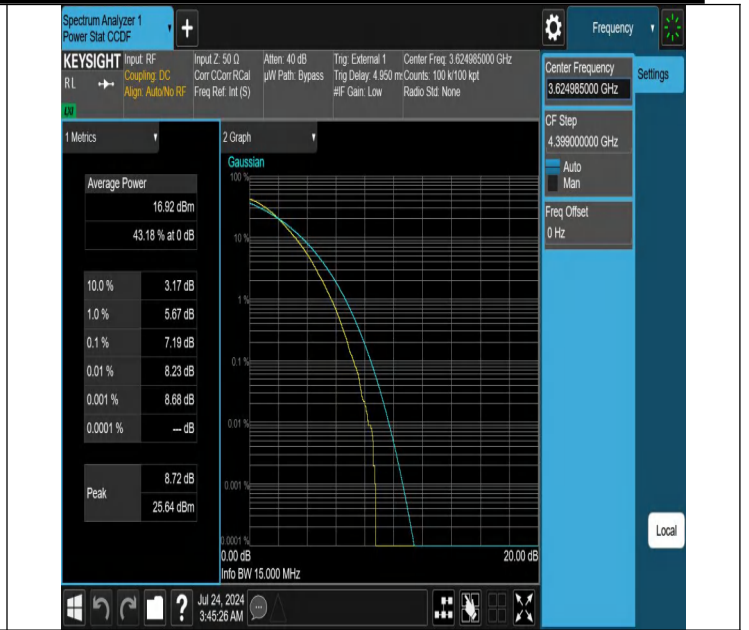 Spectrum Analyzer 1
Power Stat CCDF
+
Frequency
KEYSIGHT
RL
LXI
Input: RF
Coupling: DC
Align: Auto/No RF
Input Z: 50 Ω
Corr CCorr RCal
Freq Ref: Int (S)
Atten: 40 dB
µW Path: Bypass
Trig: External 1
Trig Delay: 4.950 ms
#IF Gain: Low
Center Freq: 3.624985000 GHz
Counts: 100 k/100 kpt
Radio Std: None
Center Frequency
3.624985000 GHz
Settings
CF Step
4.399000000 GHz
Auto
Man
Freq Offset
0 Hz
1 Metrics
Average Power
16.92 dBm
43.18 % at 0 dB
10.0 % 3.17 dB
1.0 % 5.67 dB
0.1 % 7.19 dB
0.01 % 8.23 dB
0.001 % 8.68 dB
0.0001 % --- dB
Peak
8.72 dB
25.64 dBm
2 Graph
Gaussian
100 %
10 %
1 %
0.1 %
0.01 %
0.001 %
0.0001 %
0.00 dB 20.00 dB
Info BW 15.000 MHz
Local
?
Jul 24, 2024
3:45:26 AM